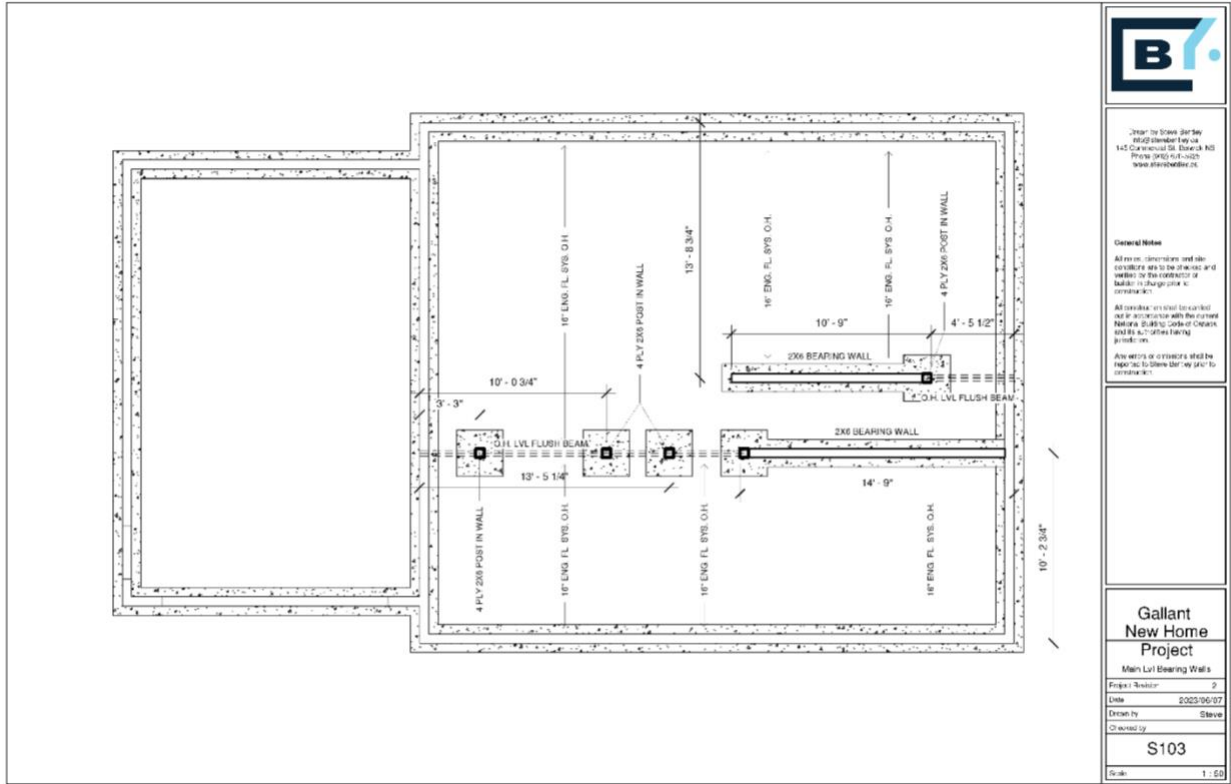 BY.
Drawn by Steve Bentley
Phone
General Notes
All notes, dimensions and site
conditions are to be checked and
verified by the contractor or
builder in charge prior to
construction.
All construction shall be carried
out in accordance with the current
National Building Code of Canada
and its authorities having
jurisdiction.
Any errors or omissions shall be
reported to Steve Bentley prior to
construction.
13' - 8 3/4"
16" ENG. FL. SYS. O.H.
16" ENG. FL. SYS. O.H.
16" ENG. FL. SYS. O.H.
4 PLY 2X6 POST IN WALL
4 PLY 2X6 POST IN WALL
10' - 9"
4' - 5 1/2"
2X6 BEARING WALL
10' - 0 3/4"
3' - 3"
O.H. LVL FLUSH BEAM
2X6 BEARING WALL
O.H. LVL FLUSH BEAM
13' - 5 1/4"
14' - 9"
4 PLY 2X6 POST IN WALL
16" ENG. FL. SYS. O.H.
16" ENG. FL. SYS. O.H.
16" ENG. FL. SYS. O.H.
10' - 2 3/4"
Gallant
New Home
Project
Main Lvl Bearing Walls
Project Revision 2
Date 2023/06/07
Drawn by Steve
Checked by
S103
Scale 1 : 50